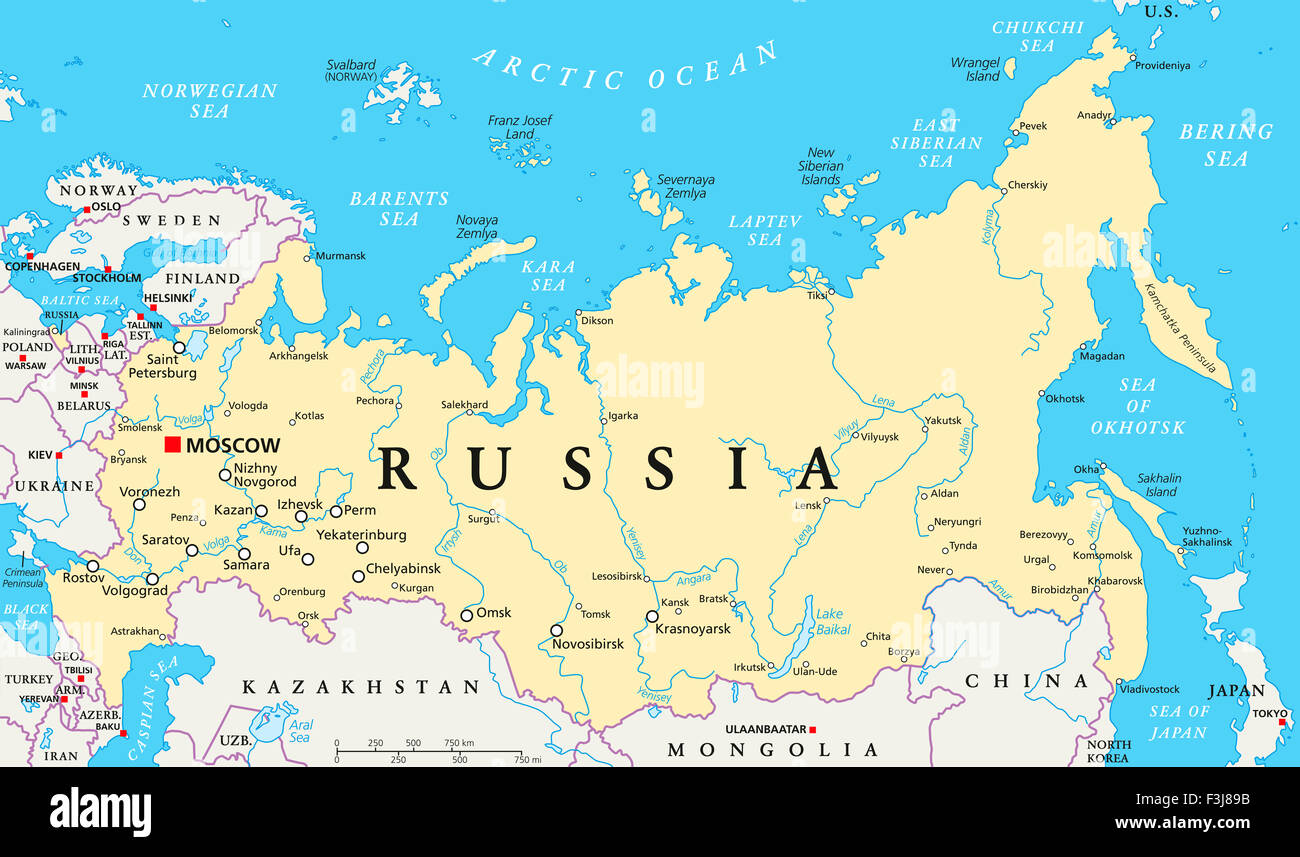 U.S.
CHUKCHI
SEA
Wrangel
Island
Provideniya
ARCTIC OCEAN
Svalbard
(NORWAY)
NORWEGIAN
SEA
Franz Josef
Land
EAST
SIBERIAN
SEA
Pevek
Anadyr
BERING
SEA
New
Siberian
Islands
Severnaya
Zemlya
Cherskiy
NORWAY
OSLO
SWEDEN
BARENTS
SEA
Novaya
Zemlya
LAPTEV
SEA
Kolyma
Murmansk
KARA
SEA
COPENHAGEN
STOCKHOLM
FINLAND
HELSINKI
BALTIC SEA
RUSSIA
Tiksi
Kamchatka Peninsula
Kaliningrad
TALLINN
EST.
Belomorsk
Dikson
POLAND
WARSAW
LITH.
VILNIUS
RIGA
LAT.
Saint
Petersburg
Arkhangelsk
Pechora
Magadan
MINSK
BELARUS
Volga
Vologda
Kotlas
Pechora
Salekhard
Igarka
Lena
Okhotsk
SEA
OF
OKHOTSK
Smolensk
MOSCOW
Vilyuy
Vilyuysk
Yakutsk
Aldan
KIEV
Bryansk
RUSSIA
Ob
Okha
Sakhalin
Island
UKRAINE
Nizhny
Novgorod
Voronezh
Kazan
Izhevsk
Perm
Lensk
Aldan
Penza
Kama
Surgut
Neryungri
Amur
Yuzhno-
Sakhalinsk
Saratov
Volga
Yekaterinburg
Irtysh
Yenisey
Lena
Tynda
Berezovyy
Don
Samara
Ufa
Ob
Urgal
Komsomolsk
Crimean
Peninsula
Rostov
Volgograd
Chelyabinsk
Kurgan
Lesosibirsk
Angara
Never
Amur
Birobidzhan
Khabarovsk
BLACK
SEA
Orenburg
Orsk
Omsk
Tomsk
Kansk
Bratsk
Lake
Baikal
Astrakhan
Novosibirsk
Krasnoyarsk
Chita
Borzya
GEO.
TBILISI
Irkutsk
Ulan-Ude
TURKEY
YEREVAN
ARM.
CASPIAN SEA
KAZAKHSTAN
Yenisey
CHINA
Vladivostock
JAPAN
TOKYO
AZERB.
BAKU
UZB.
Aral
Sea
ULAANBAATAR
MONGOLIA
SEA OF
JAPAN
IRAN
0 250 500 750 km
0 250 500 750 mi
NORTH
KOREA
alamy stock photo
alamy
www.alamy.com
F3J89B